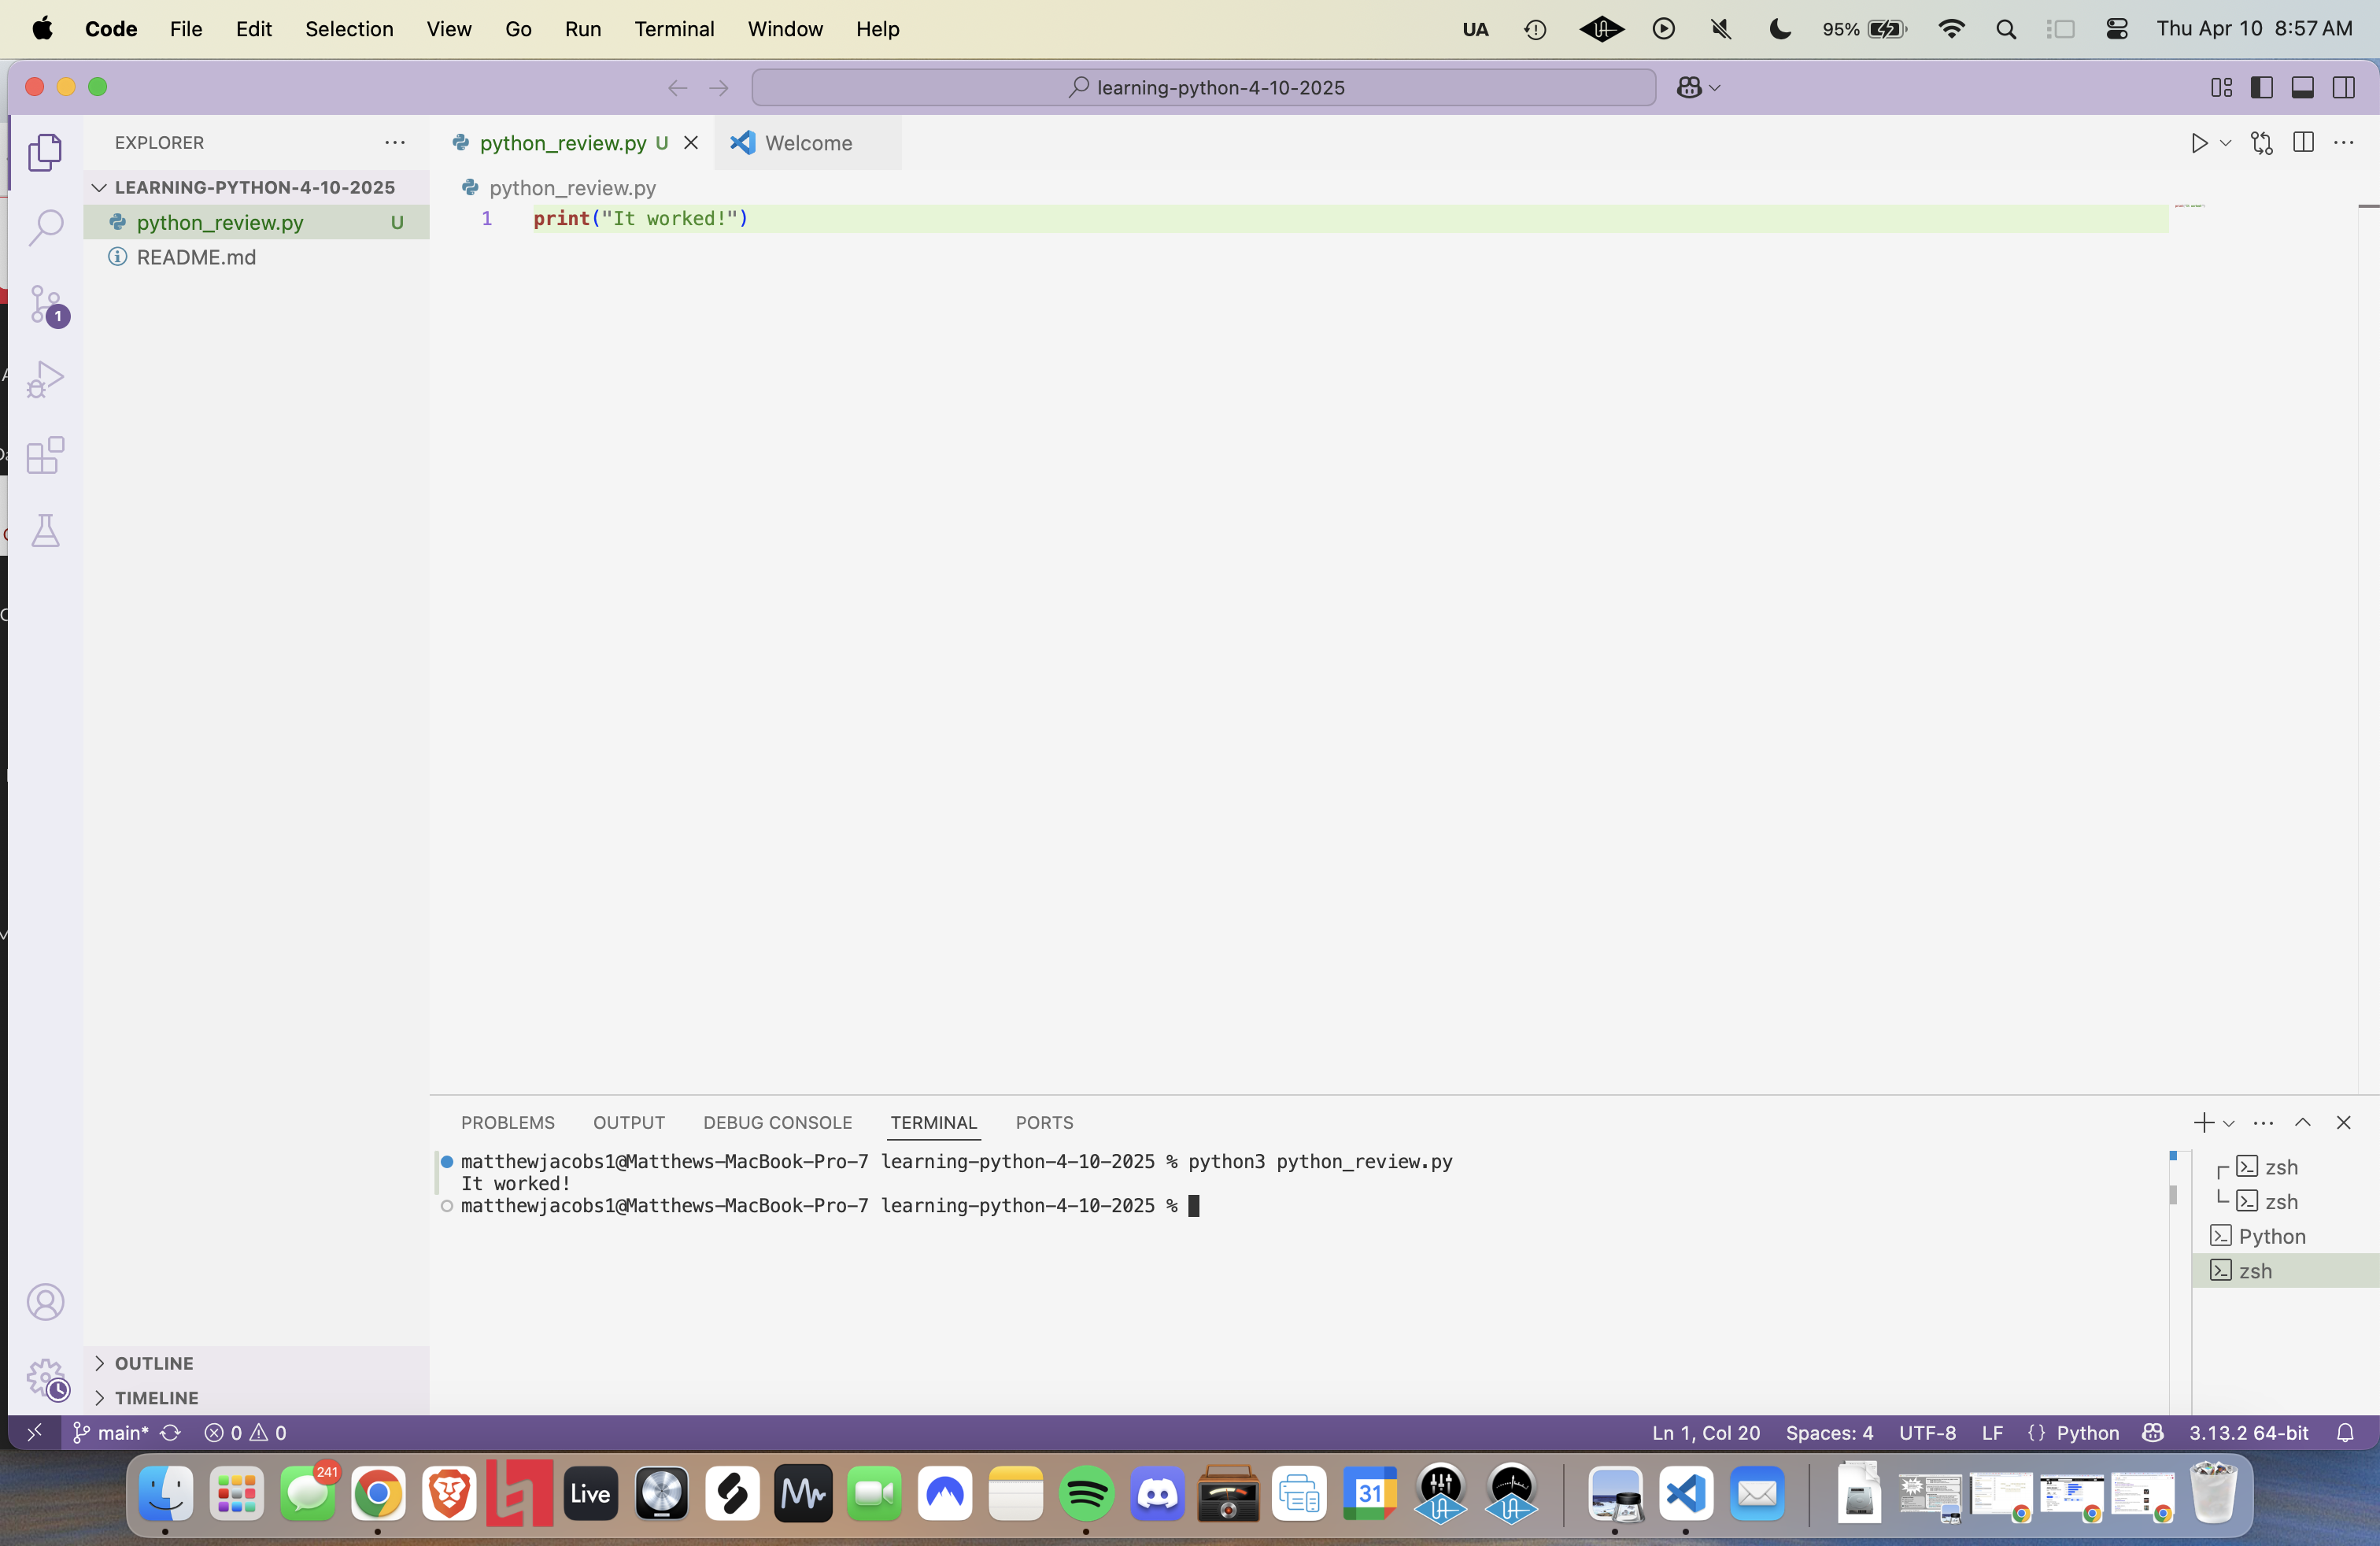 Code File Edit Selection View Go Run Terminal Window Help UA 95% Thu Apr 10 8:57 AM
learning-python-4-10-2025
EXPLORER
python_review.py U
Welcome
LEARNING-PYTHON-4-10-2025
python_review.py U
README.md
python_review.py
1 print("It worked!")
1
PROBLEMS OUTPUT DEBUG CONSOLE TERMINAL PORTS
matthewjacobs1@Matthews-MacBook-Pro-7 learning-python-4-10-2025 % python3 python_review.py
It worked!
matthewjacobs1@Matthews-MacBook-Pro-7 learning-python-4-10-2025 %
zsh
zsh
Python
zsh
OUTLINE
TIMELINE
main* 0 0 Ln 1, Col 20 Spaces: 4 UTF-8 LF {} Python 3.13.2 64-bit
241
Live
31